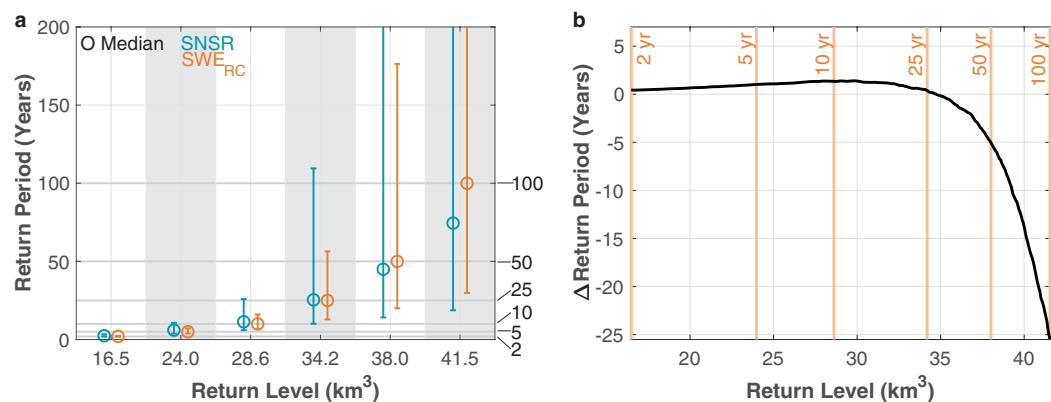 a
O Median SNSR
SWE_RC
Return Period (Years)
200
150
100
50
0
100
50
25
10
5
2
16.5 24.0 28.6 34.2 38.0 41.5
Return Level (km³)
b
Δ Return Period (Years)
5
0
-5
-10
-15
-20
-25
2 yr
5 yr
10 yr
25 yr
50 yr
100 yr
20 25 30 35 40
Return Level (km³)